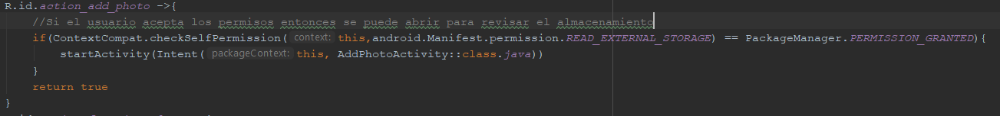 R.id.action_add_photo ->{
//Si el usuario acepta los permisos entonces se puede abrir para revisar el almacenamiento
if(ContextCompat.checkSelfPermission( context: this,android.Manifest.permission.READ_EXTERNAL_STORAGE) == PackageManager.PERMISSION_GRANTED){
startActivity(Intent( packageContext: this, AddPhotoActivity::class.java))
}
return true
}